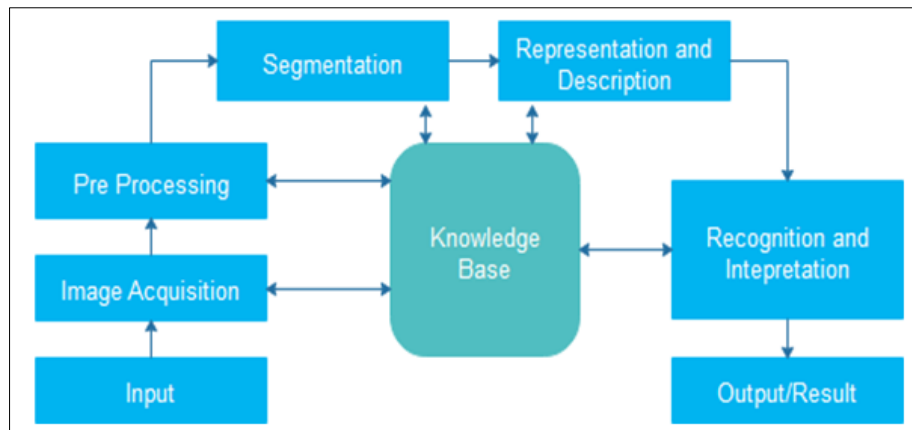 Segmentation
Representation and
Description
Pre Processing
Knowledge
Base
Recognition and
Intepretation
Image Acquisition
Input
Output/Result